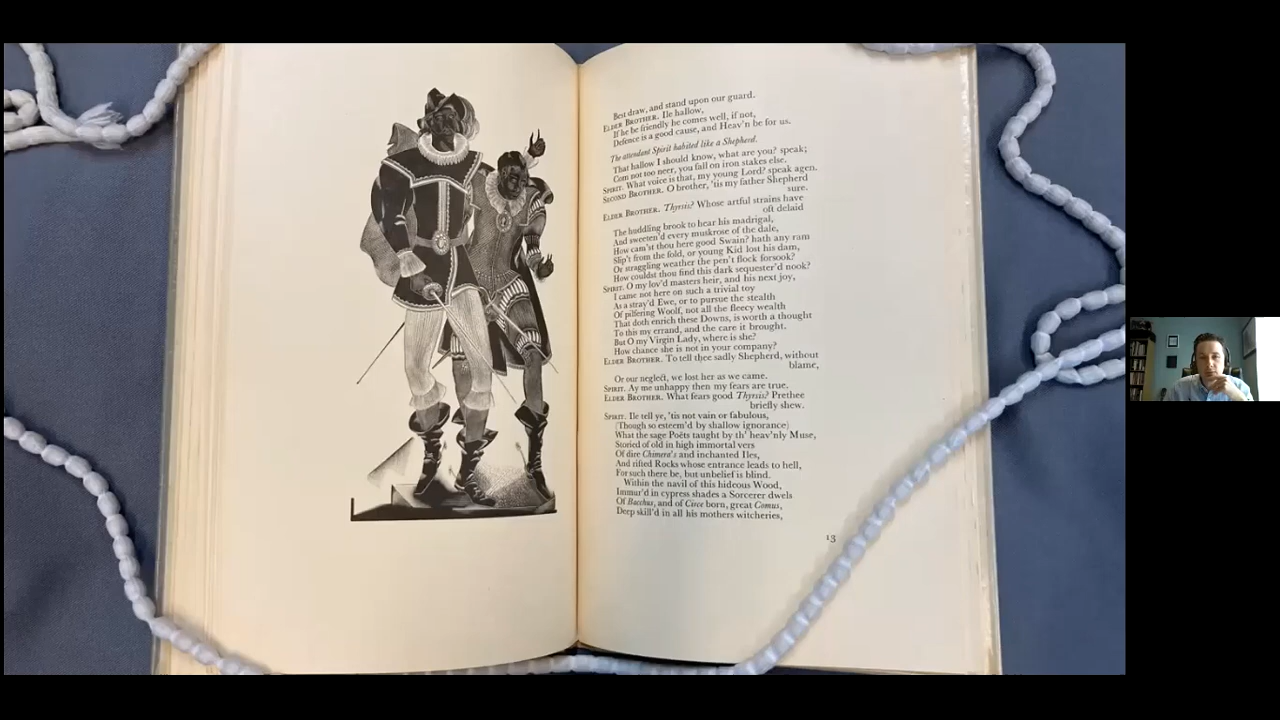 Best draw, and stand upon our guard.
ELDER BROTHER. Ile hallow,
If he be friendly he comes well, if not,
Defence is a good cause, and Heav'n be for us.
The attendant Spirit habited like a Shepherd.
That hallow I should know, what are you? speak;
Com not too neer, you fall on iron stakes else.
SPIRIT. What voice is that, my young Lord? speak agen.
SECOND BROTHER. O brother, 'tis my father Shepherd
sure.
ELDER BROTHER. Thyrsis? Whose artful strains have
oft delaid
The huddling brook to hear his madrigal,
And sweeten'd every muskrose of the dale,
How cam'st thou here good Swain? hath any ram
Slip't from the fold, or young Kid lost his dam,
Or straggling weather the pen't flock forsook?
How couldst thou find this dark sequester'd nook?
SPIRIT. O my lov'd masters heir, and his next joy,
I came not here on such a trivial toy
As a stray'd Ewe, or to pursue the stealth
Of pilfering Woolf, not all the fleecy wealth
That doth enrich these Downs, is worth a thought
To this my errand, and the care it brought.
But O my Virgin Lady, where is she?
How chance she is not in your company?
ELDER BROTHER. To tell thee sadly Shepherd, without
blame,
Or our neglect, we lost her as we came.
SPIRIT. Ay me unhappy then my fears are true.
ELDER BROTHER. What fears good Thyrsis? Prethee
briefly shew.
SPIRIT. Ile tell ye, 'tis not vain or fabulous,
(Though so esteem'd by shallow ignorance)
What the sage Poëts taught by th' heav'nly Muse,
Storied of old in high immortal vers
Of dire Chimera's and inchanted Iles,
And rifted Rocks whose entrance leads to hell,
For such there be, but unbelief is blind.
Within the navil of this hideous Wood,
Immur'd in cypress shades a Sorcerer dwels
Of Bacchus, and of Circe born, great Comus,
Deep skill'd in all his mothers witcheries,
13